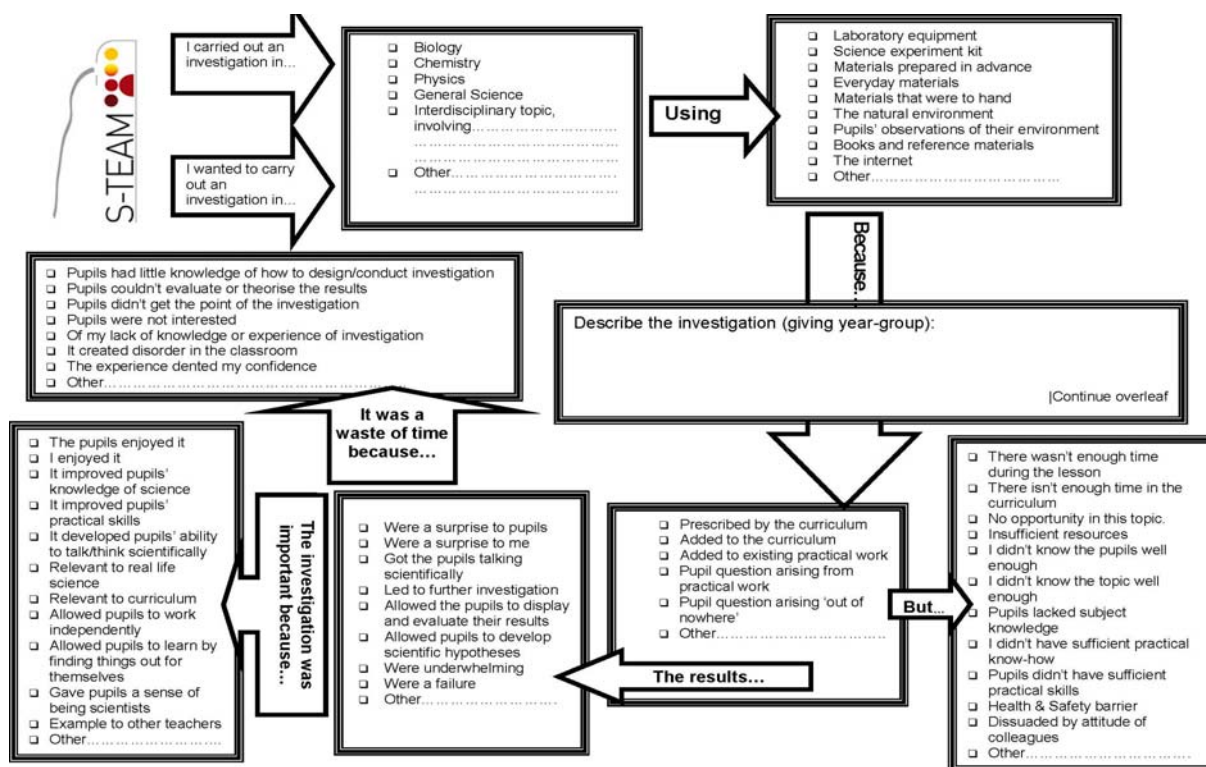 S-TEAM
I carried out an
investigation in…
I wanted to carry
out an
investigation in…
❑ Biology
❑ Chemistry
❑ Physics
❑ General Science
❑ Interdisciplinary topic,
involving……………………………
……………………………………
……………………………………
❑ Other……………………………
……………………………………
Using
❑ Laboratory equipment
❑ Science experiment kit
❑ Materials prepared in advance
❑ Everyday materials
❑ Materials that were to hand
❑ The natural environment
❑ Pupils' observations of their environment
❑ Books and reference materials
❑ The internet
❑ Other……………………………………
Because…
Describe the investigation (giving year-group):
|Continue overleaf
❑ Prescribed by the curriculum
❑ Added to the curriculum
❑ Added to existing practical work
❑ Pupil question arising from
practical work
❑ Pupil question arising 'out of
nowhere'
❑ Other……………………………
But…
❑ There wasn't enough time
during the lesson
❑ There isn't enough time in the
curriculum
❑ No opportunity in this topic.
❑ Insufficient resources
❑ I didn't know the pupils well
enough
❑ I didn't know the topic well
enough
❑ Pupils lacked subject
knowledge
❑ I didn't have sufficient practical
know-how
❑ Pupils didn't have sufficient
practical skills
❑ Health & Safety barrier
❑ Dissuaded by attitude of
colleagues
❑ Other……………………………
The results…
❑ Were a surprise to pupils
❑ Were a surprise to me
❑ Got the pupils talking
scientifically
❑ Led to further investigation
❑ Allowed the pupils to display
and evaluate their results
❑ Allowed pupils to develop
scientific hypotheses
❑ Were underwhelming
❑ Were a failure
❑ Other……………………………
It was a
waste of time
because…
❑ Pupils had little knowledge of how to design/conduct investigation
❑ Pupils couldn't evaluate or theorise the results
❑ Pupils didn't get the point of the investigation
❑ Pupils were not interested
❑ Of my lack of knowledge or experience of investigation
❑ It created disorder in the classroom
❑ The experience dented my confidence
❑ Other……………………………………………………
The investigation was
important because…
❑ The pupils enjoyed it
❑ I enjoyed it
❑ It improved pupils'
knowledge of science
❑ It improved pupils'
practical skills
❑ It developed pupils' ability
to talk/think scientifically
❑ Relevant to real life
science
❑ Relevant to curriculum
❑ Allowed pupils to work
independently
❑ Allowed pupils to learn by
finding things out for
themselves
❑ Gave pupils a sense of
being scientists
❑ Example to other teachers
❑ Other…………………………